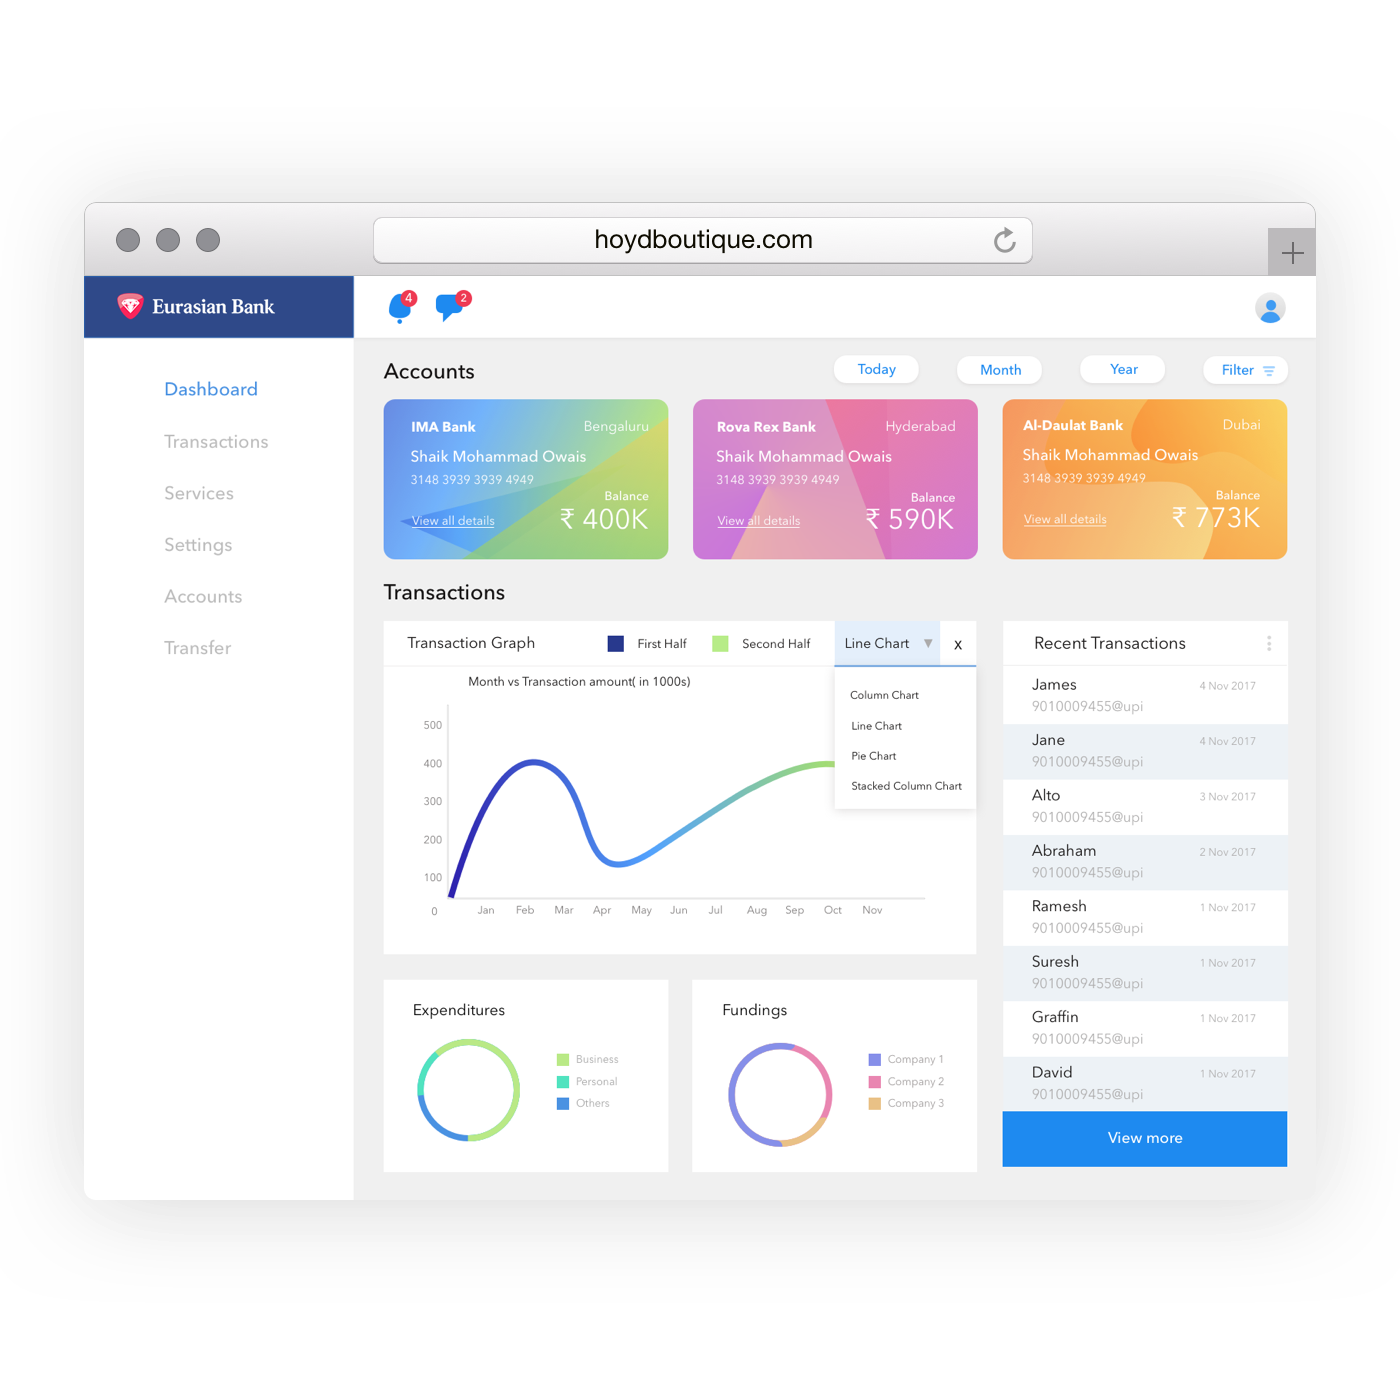 hoydboutique.com
Eurasian Bank
4
2
Dashboard
Transactions
Services
Settings
Accounts
Transfer
Accounts
Today
Month
Year
Filter
IMA Bank
Bengaluru
Shaik Mohammad Owais
3148 3939 3939 4949
Balance
View all details
₹ 400K
Rova Rex Bank
Hyderabad
Shaik Mohammad Owais
3148 3939 3939 4949
Balance
View all details
₹ 590K
Al-Daulat Bank
Dubai
Shaik Mohammad Owais
3148 3939 3939 4949
Balance
View all details
₹ 773K
Transactions
Transaction Graph
First Half
Second Half
Line Chart
x
Month vs Transaction amount( in 1000s)
Column Chart
Line Chart
Pie Chart
Stacked Column Chart
500
400
300
200
100
0
Jan Feb Mar Apr May Jun Jul Aug Sep Oct Nov
Recent Transactions
James
4 Nov 2017
9010009455@upi
Jane
4 Nov 2017
9010009455@upi
Alto
3 Nov 2017
9010009455@upi
Abraham
2 Nov 2017
9010009455@upi
Ramesh
1 Nov 2017
9010009455@upi
Suresh
1 Nov 2017
9010009455@upi
Graffin
1 Nov 2017
9010009455@upi
David
1 Nov 2017
9010009455@upi
View more
Expenditures
Business
Personal
Others
Fundings
Company 1
Company 2
Company 3